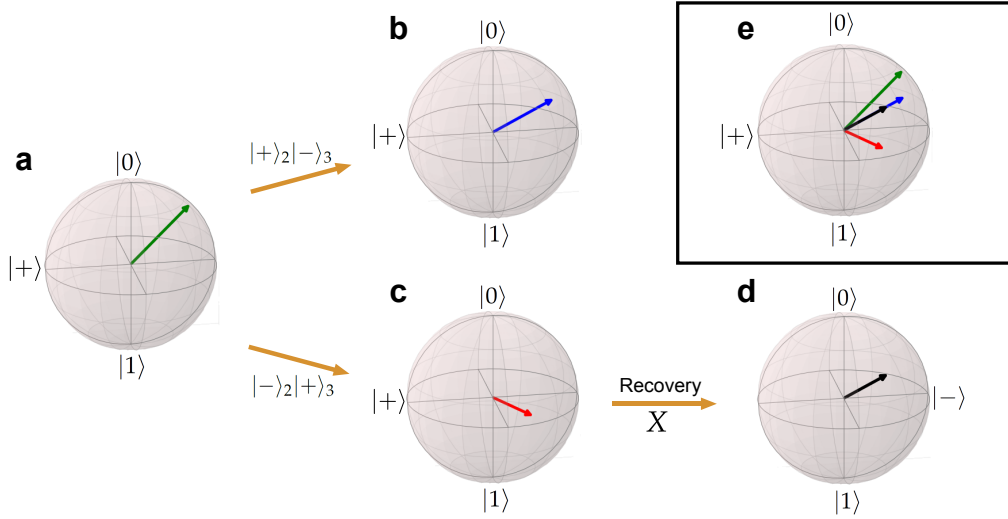 a
|0⟩
|+⟩
|1⟩
|+⟩₂|−⟩₃
|−⟩₂|+⟩₃
b
|0⟩
|+⟩
|1⟩
c
|0⟩
|+⟩
|1⟩
Recovery
X
d
|0⟩
|−⟩
|1⟩
e
|0⟩
|+⟩
|1⟩